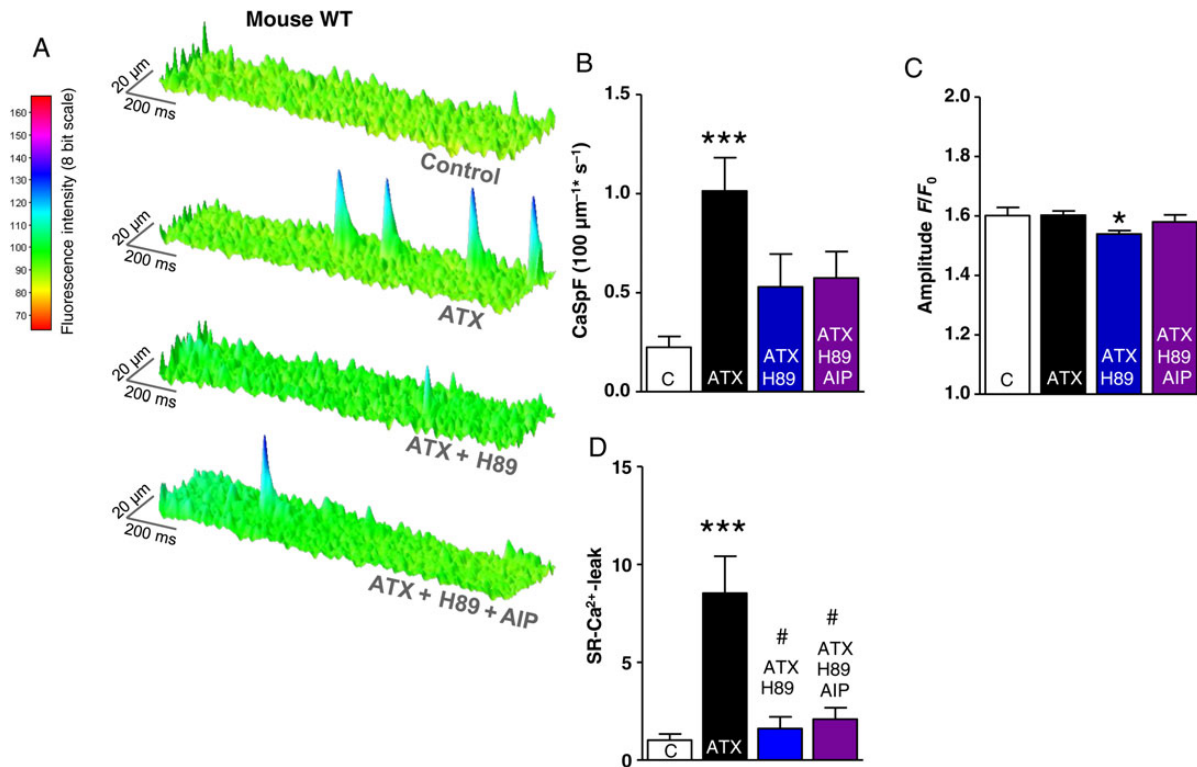 Mouse WT
A
20 µm
200 ms
Control
Fluorescence intensity (8 bit scale)
160
150
140
130
120
110
100
90
80
70
ATX
20 µm
200 ms
ATX + H89
20 µm
200 ms
ATX + H89 + AIP
B
CaSpF (100 µm⁻¹* s⁻¹)
2.0
1.5
1.0
0.5
0.0
***
C
ATX
ATX
H89
ATX
H89
AIP
C
Amplitude F/F₀
2.0
1.8
1.6
1.4
1.2
1.0
*
C
ATX
ATX
H89
ATX
H89
AIP
D
SR-Ca²⁺-leak
15
10
5
0
***
#
#
C
ATX
ATX
H89
ATX
H89
AIP